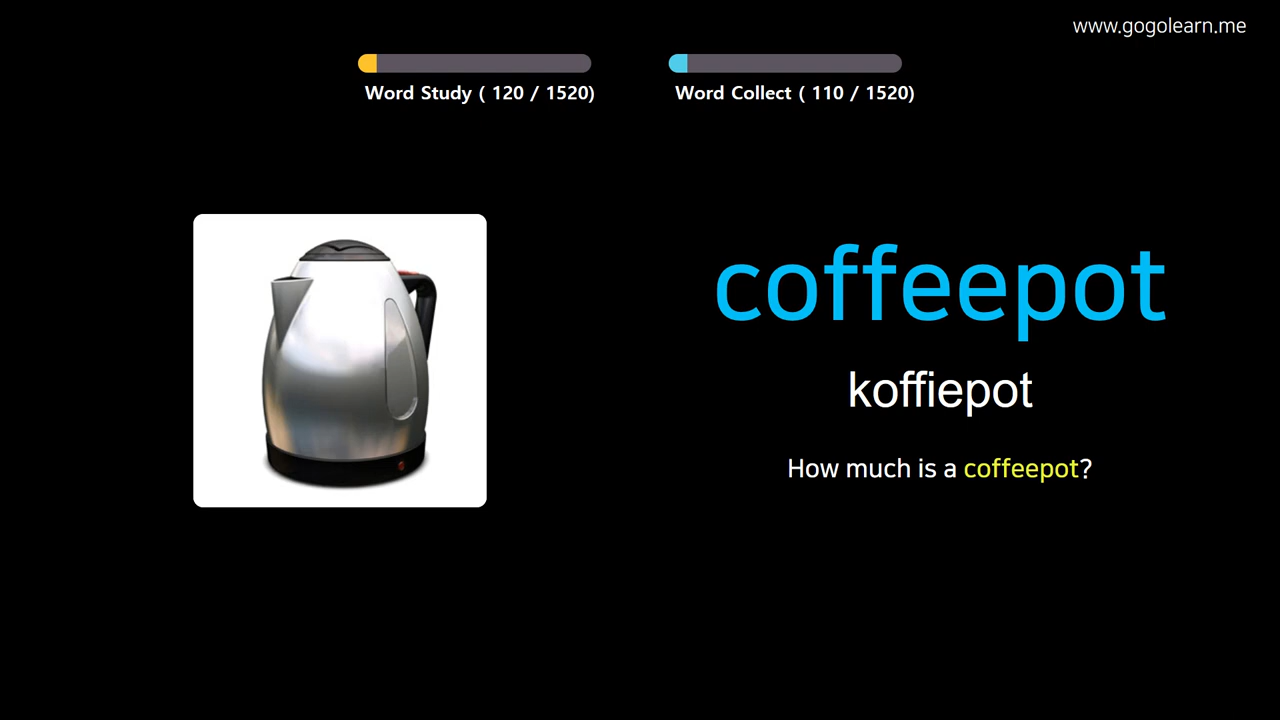 www.gogolearn.me
Word Study ( 120 / 1520)
Word Collect ( 110 / 1520)
coffeepot
koffiepot
How much is a coffeepot?